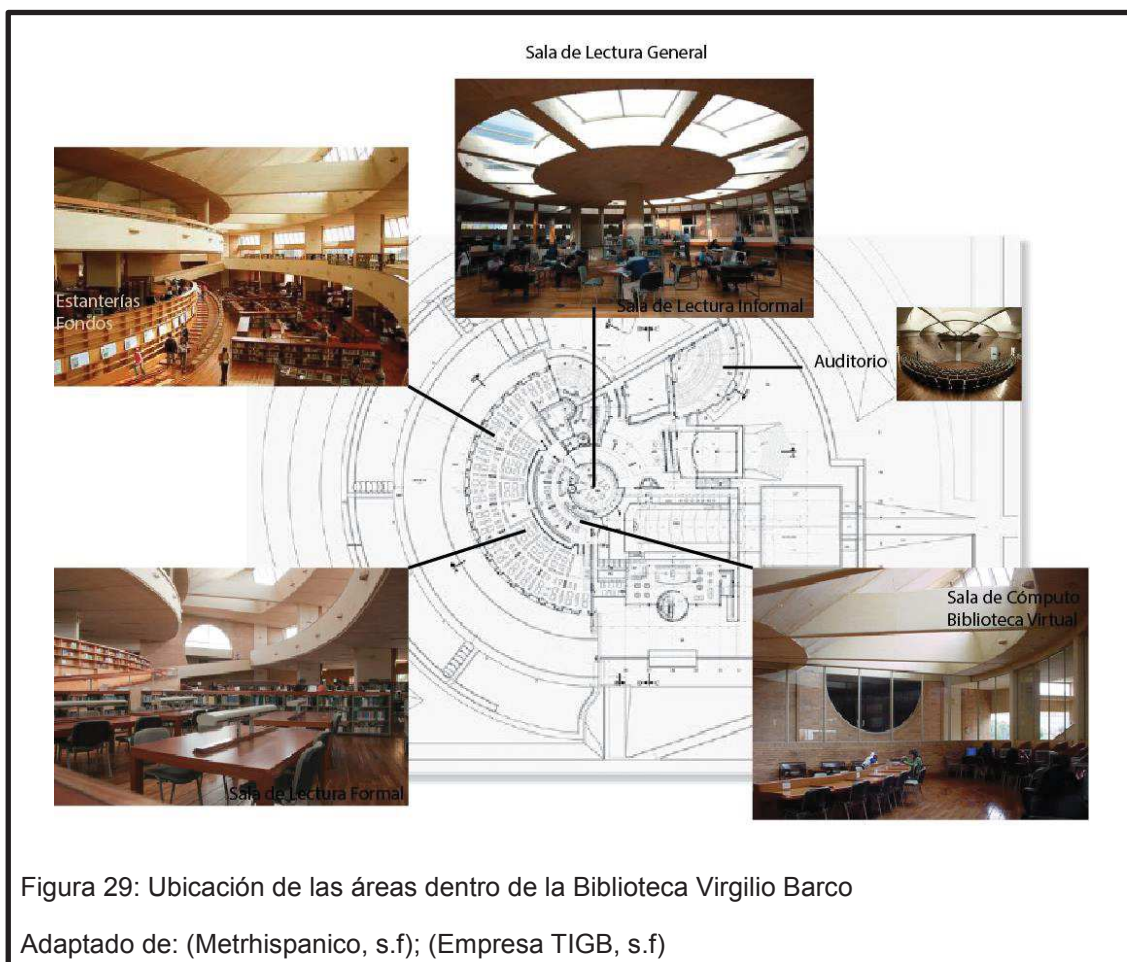 Sala de Lectura General
Estanterías
Fondos
Sala de Lectura Informal
Auditorio
Sala de Cómputo
Biblioteca Virtual
Sala de Lectura Formal
Figura 29: Ubicación de las áreas dentro de la Biblioteca Virgilio Barco
Adaptado de: (Metrhispanico, s.f); (Empresa TIGB, s.f)